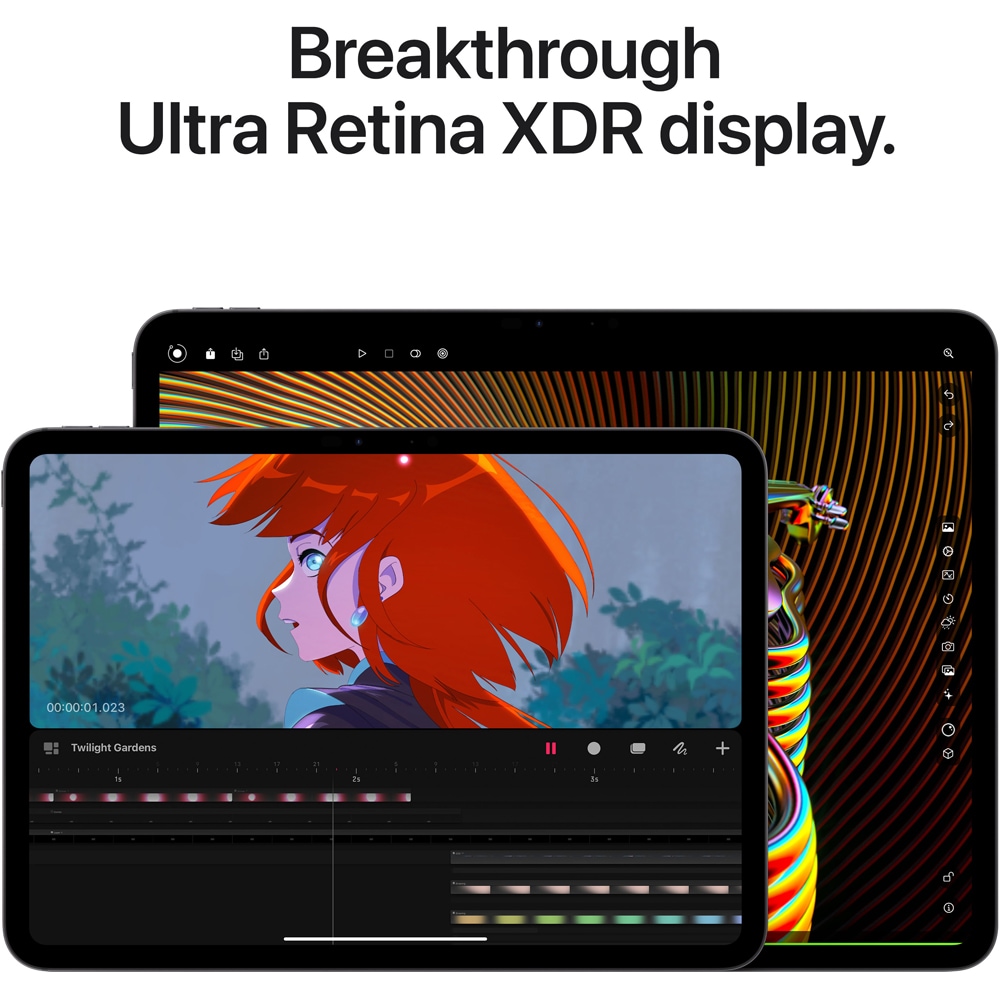 Breakthrough
Ultra Retina XDR display.
00:00:01.023
Twilight Gardens
1s
2s
3s